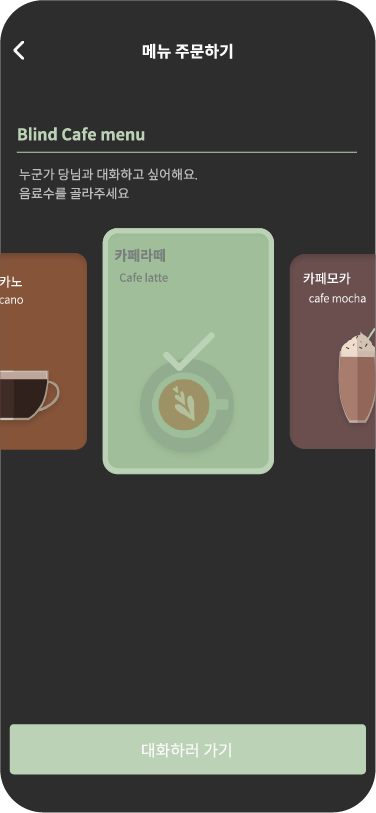 메뉴 주문하기
Blind Cafe menu
누군가 당님과 대화하고 싶어해요.
음료수를 골라주세요
카노
cano
카페라떼
Cafe latte
카페모카
cafe mocha
대화하러 가기